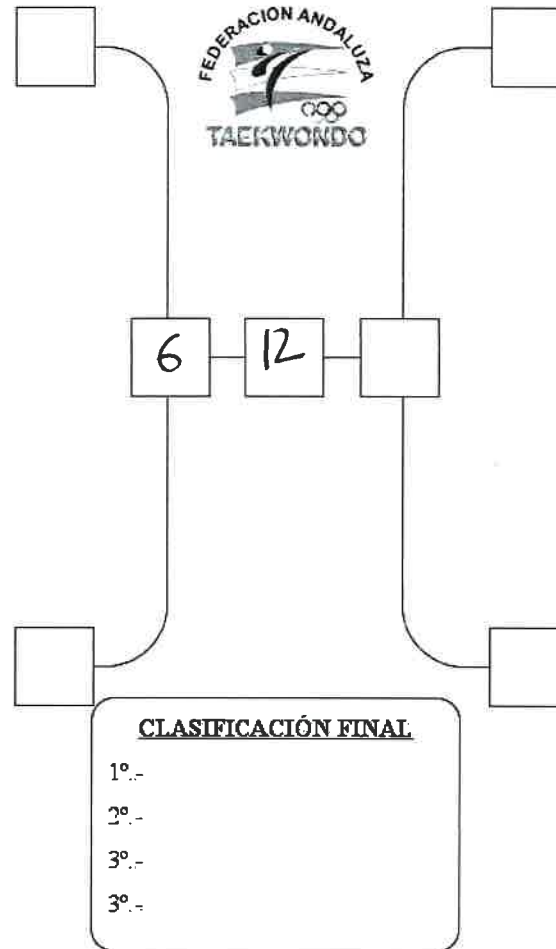 FEDERACION ANDALUZA
TAEKWONDO
6 12
CLASIFICACIÓN FINAL
1º.-
2º.-
3º.-
3º.-